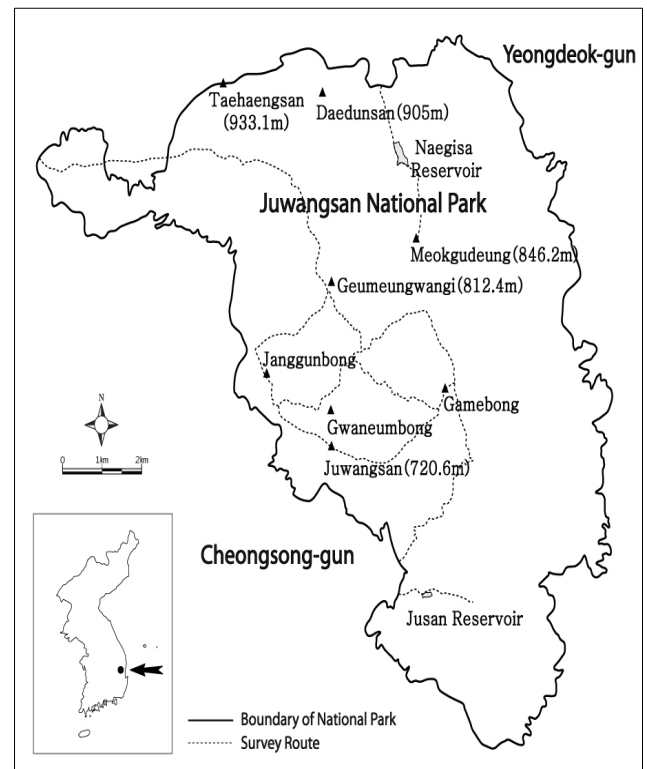 Yeongdeok-gun
Taehaengsan
(933.1m)
Daedunsan(905m)
Naegisa
Reservoir
Juwangsan National Park
Meokgudeung(846.2m)
Geumeungwangi(812.4m)
Janggunbong
Gamebong
Gwaneumbong
Juwangsan(720.6m)
N
0 1km 2km
Cheongsong-gun
Jusan Reservoir
Boundary of National Park
Survey Route